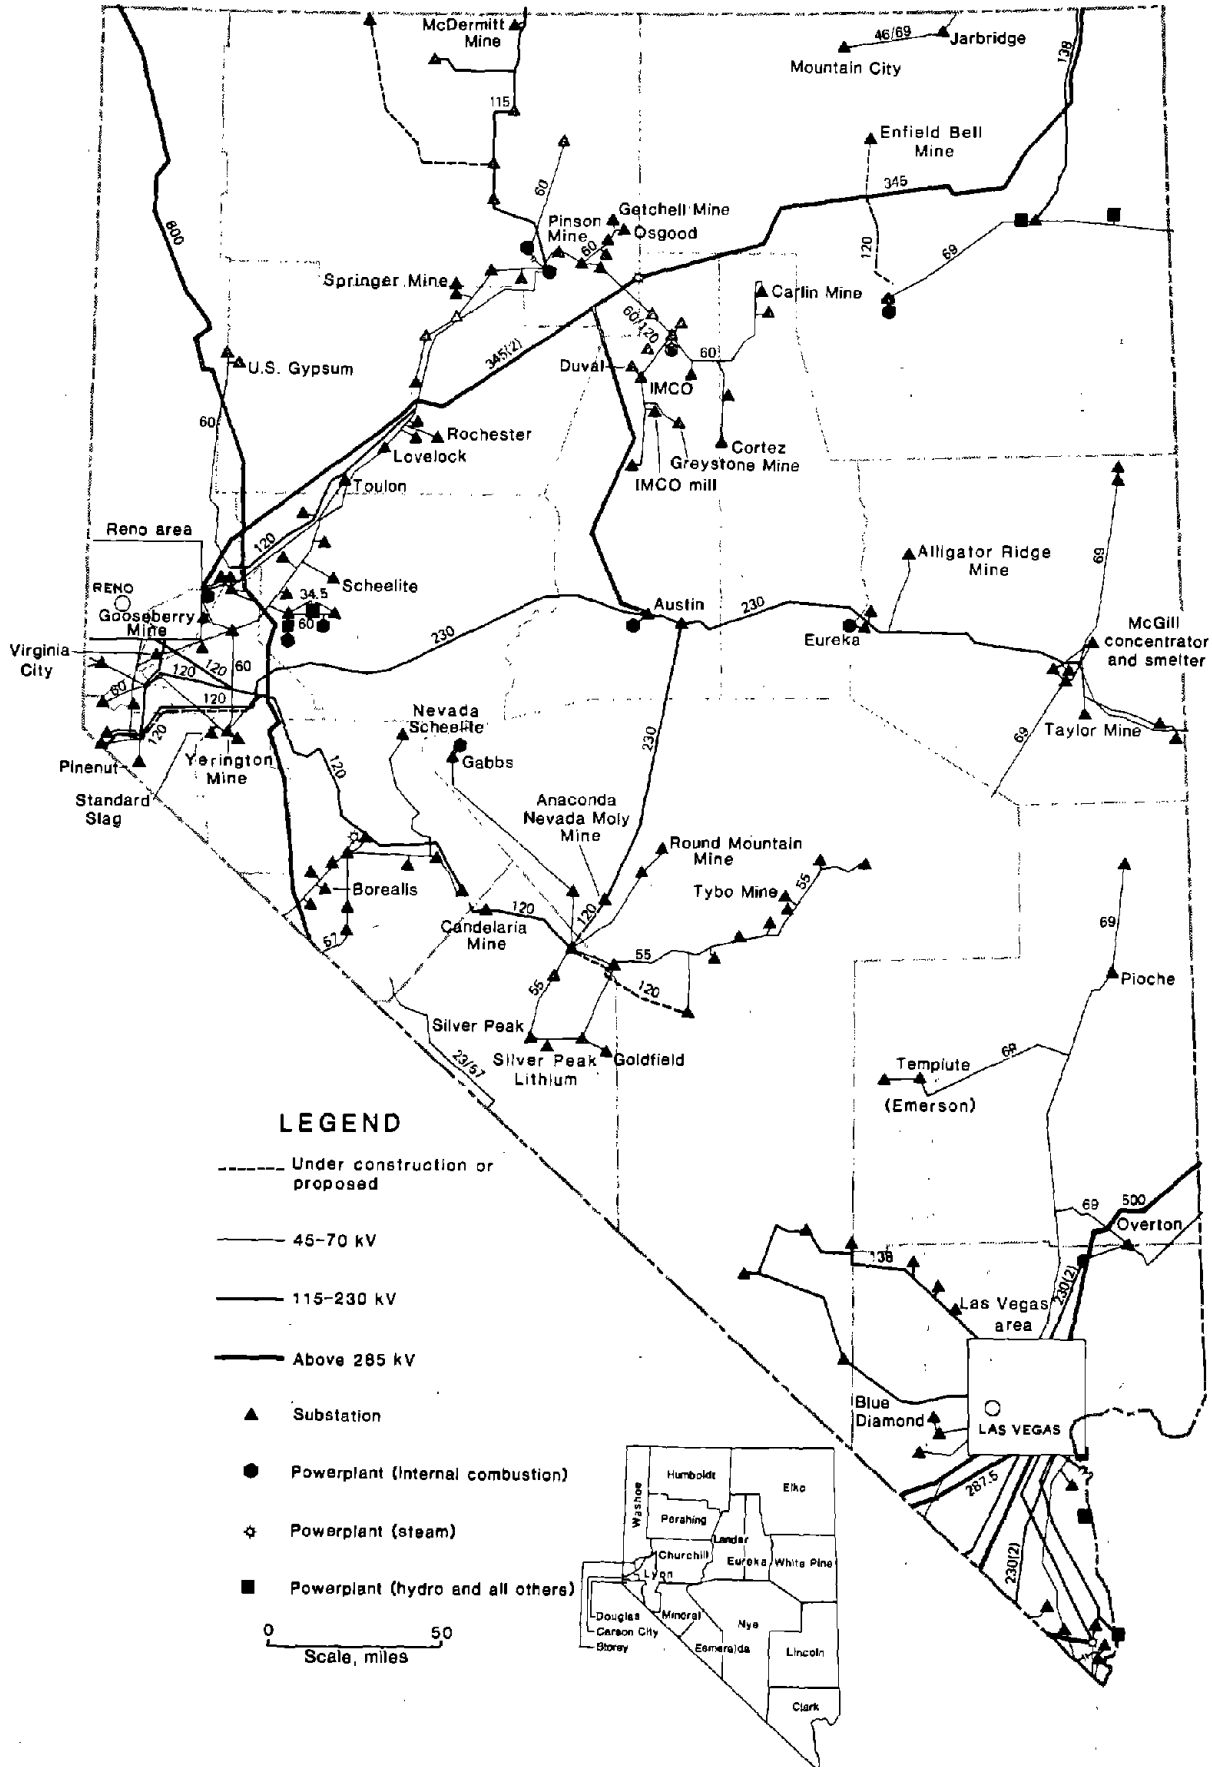 McDermitt
Mine
46/69
Jarbridge
Mountain City
138
115
Enfield Bell
Mine
345
800
60
Getchell Mine
Pinson
Mine
Osgood
60
120
69
Springer Mine
Carlin Mine
60/120
345(2)
60
U.S. Gypsum
Duval
IMCO
60
Rochester
Lovelock
Cortez
Greystone Mine
IMCO mill
Toulon
Reno area
120
Alligator Ridge
Mine
69
RENO
Scheelite
34.5
60
Gooseberry
Mine
Austin
230
230
Eureka
McGill
concentrator
and smelter
Virginia
City
120
60
120
60
120
120
Nevada
Scheelite
230
69
Taylor Mine
Gabbs
Pinenut
Yerington
Mine
120
Standard
Slag
Anaconda
Nevada Moly
Mine
Round Mountain
Mine
Tybo Mine
55
Borealls
69
Candelaria
Mine
120
120
57
55
55
120
Pioche
Silver Peak
Silver Peak
Lithium
Goldfield
23/57
69
Tempiute
(Emerson)
LEGEND
Under construction or
proposed
45-70 kV
115-230 kV
Above 285 kV
Substation
Powerplant (internal combustion)
Powerplant (steam)
Powerplant (hydro and all others)
0 50
Scale, miles
69
500
Overton
138
230(2)
Las Vegas
area
Blue
Diamond
LAS VEGAS
287.5
230(2)
Washoe
Humboldt
Elko
Pershing
Lander
Churchill
Eureka
White Pine
Lyon
Douglas
Carson City
Storey
Mineral
Nye
Esmeralda
Lincoln
Clark